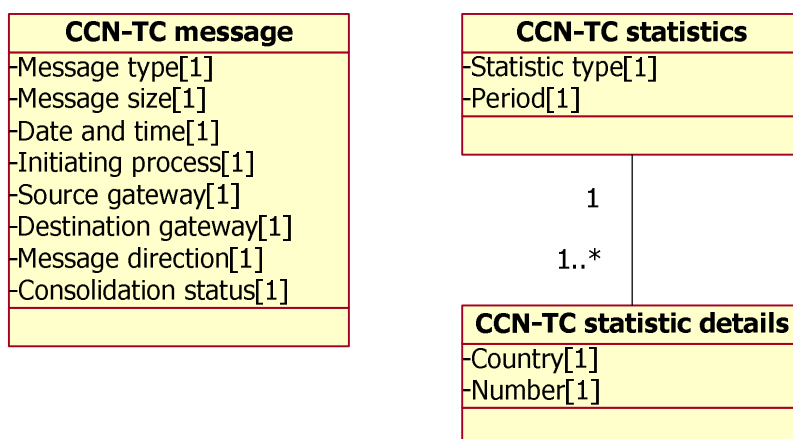 CCN-TC message
-Message type[1]
-Message size[1]
-Date and time[1]
-Initiating process[1]
-Source gateway[1]
-Destination gateway[1]
-Message direction[1]
-Consolidation status[1]
CCN-TC statistics
-Statistic type[1]
-Period[1]
1
1..*
CCN-TC statistic details
-Country[1]
-Number[1]